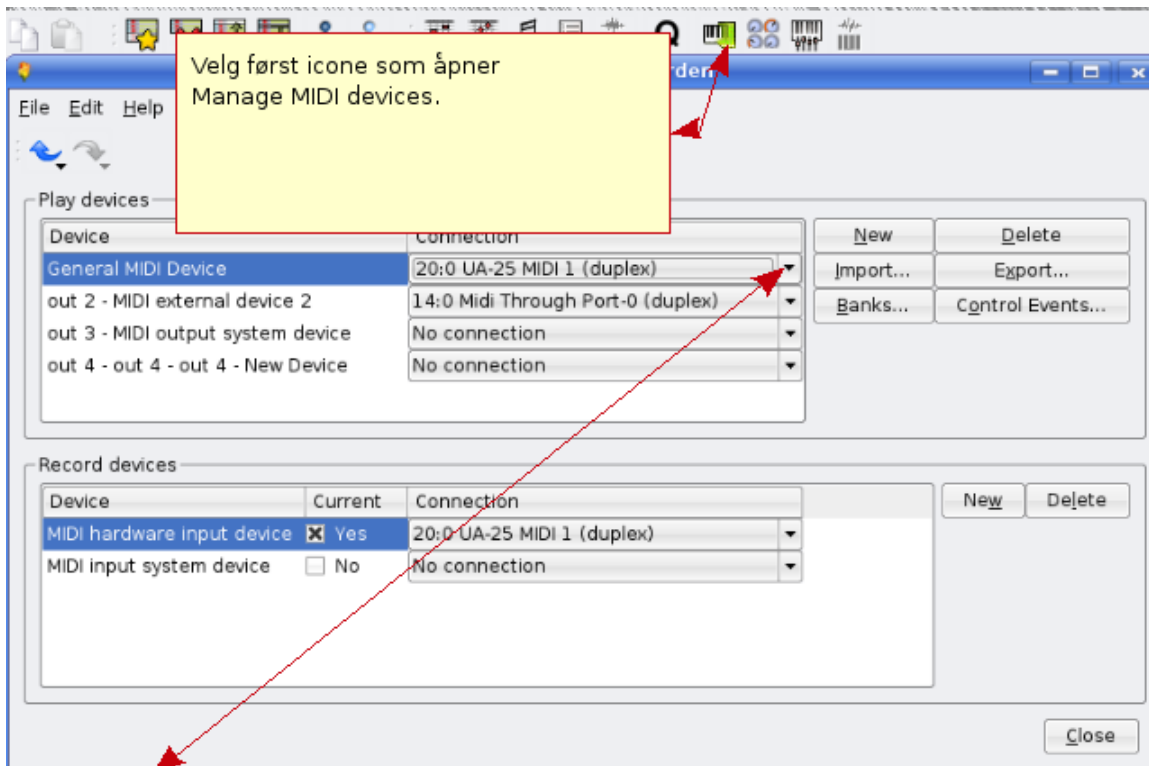 Velg først icone som åpner
Manage MIDI devices.
File Edit Help
Play devices
Device Connection
General MIDI Device 20:0 UA-25 MIDI 1 (duplex)
out 2 - MIDI external device 2 14:0 Midi Through Port-0 (duplex)
out 3 - MIDI output system device No connection
out 4 - out 4 - out 4 - New Device No connection
New Delete
Import... Export...
Banks... Control Events...
Record devices
Device Current Connection
MIDI hardware input device Yes 20:0 UA-25 MIDI 1 (duplex)
MIDI input system device No No connection
New Delete
Close